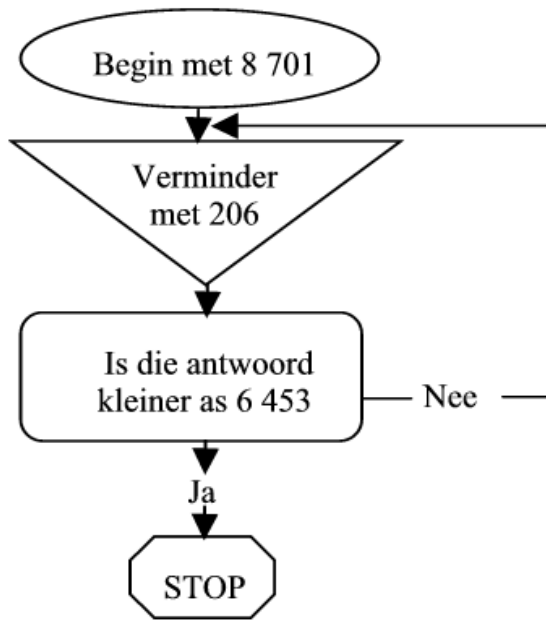 Begin met 8 701
Verminder
met 206
Is die antwoord
kleiner as 6 453
Nee
Ja
STOP